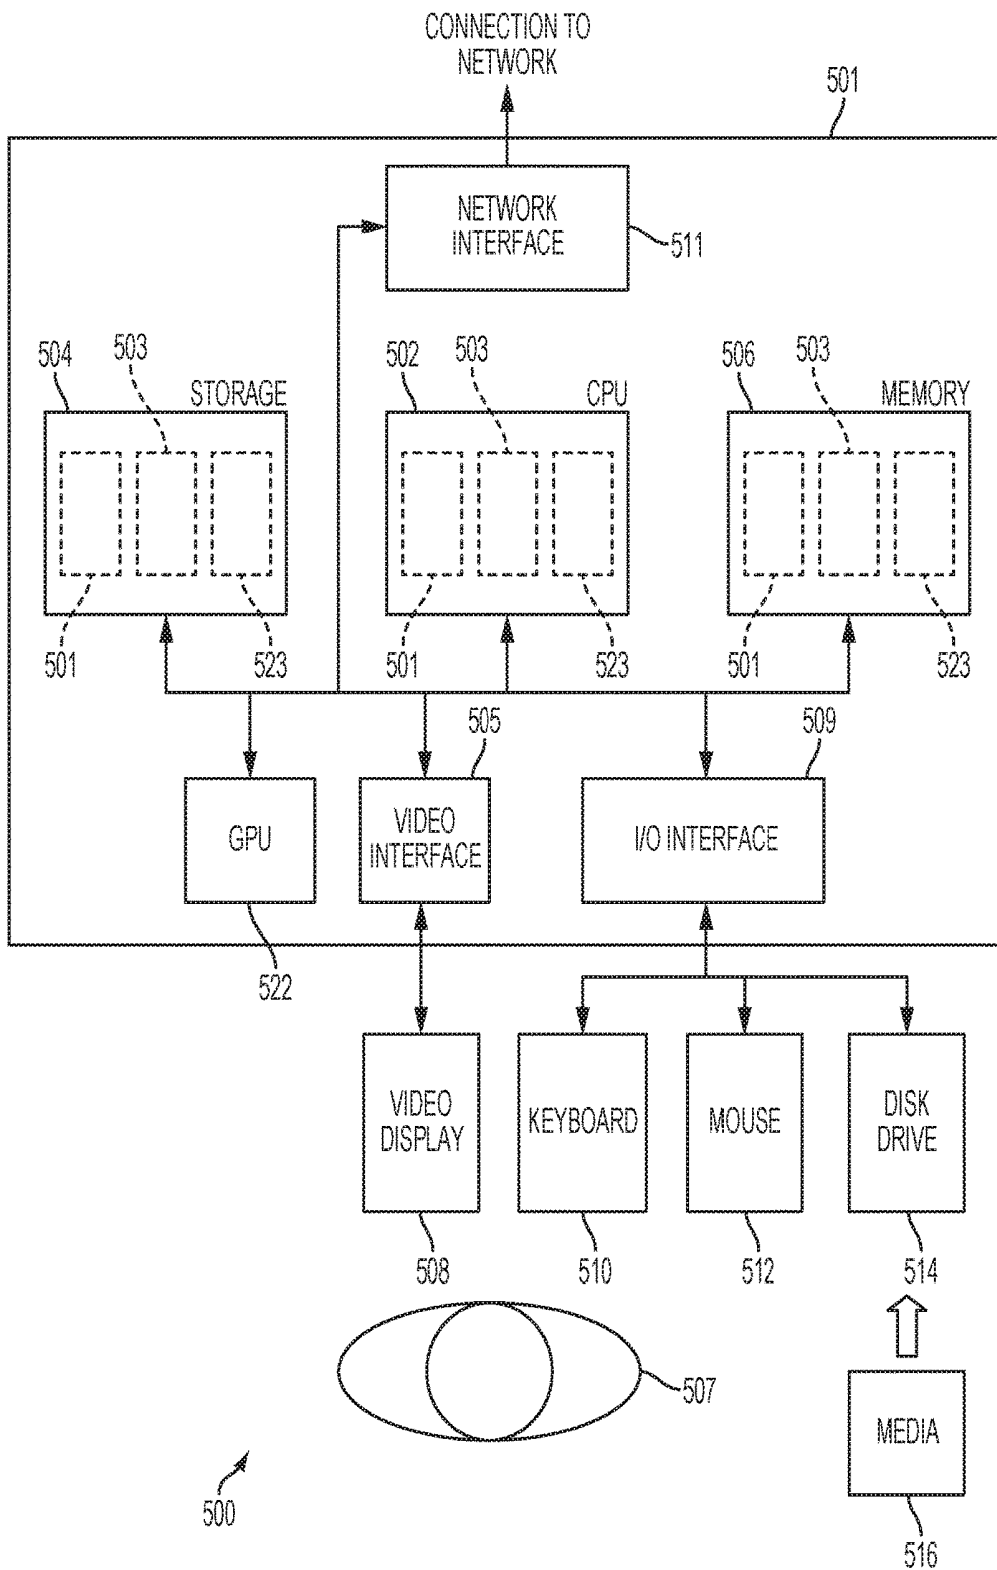 CONNECTION TO
NETWORK
501
NETWORK
INTERFACE
511
504
503
STORAGE
502
503
CPU
506
503
MEMORY
501
523
501
523
501
523
505
509
GPU
VIDEO
INTERFACE
I/O INTERFACE
522
VIDEO
DISPLAY
KEYBOARD
MOUSE
DISK
DRIVE
508
510
512
514
507
MEDIA
500
516